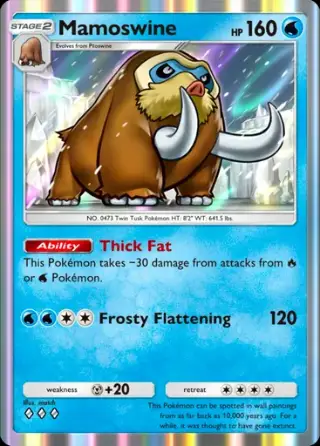 STAGE 2 Mamoswine HP 160
Evolves from Piloswine
NO. 0473 Twin Tusk Pokémon HT: 8'2" WT: 641.5 lbs.
Ability Thick Fat
This Pokémon takes −30 damage from attacks from
or Pokémon.
Frosty Flattening 120
weakness +20 retreat
Illus. otumami
This Pokémon can be spotted in wall paintings
from as far back as 10,000 years ago. For a
while, it was thought to have gone extinct.